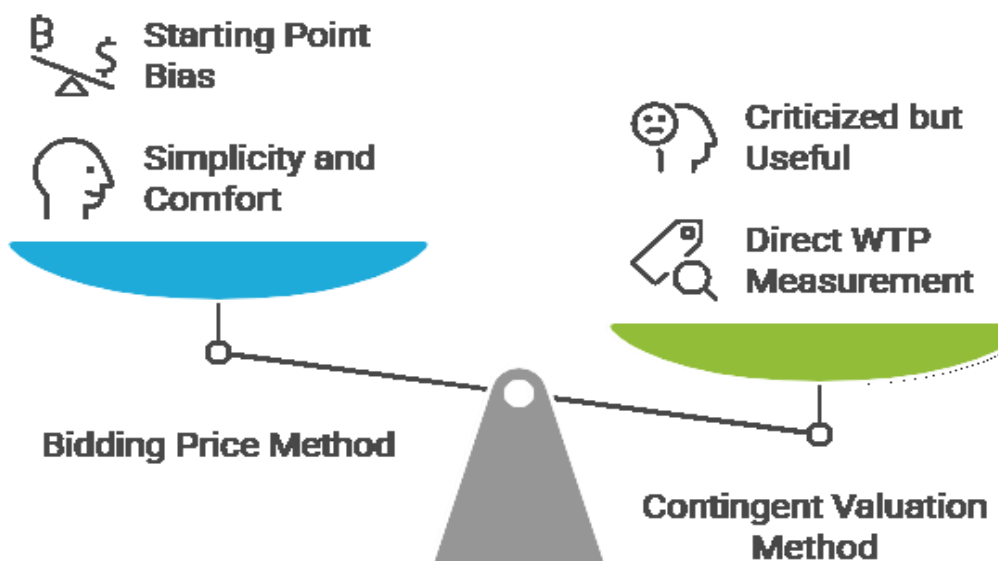 Starting Point
Bias
Simplicity and
Comfort
Bidding Price Method
Criticized but
Useful
Direct WTP
Measurement
Contingent Valuation
Method